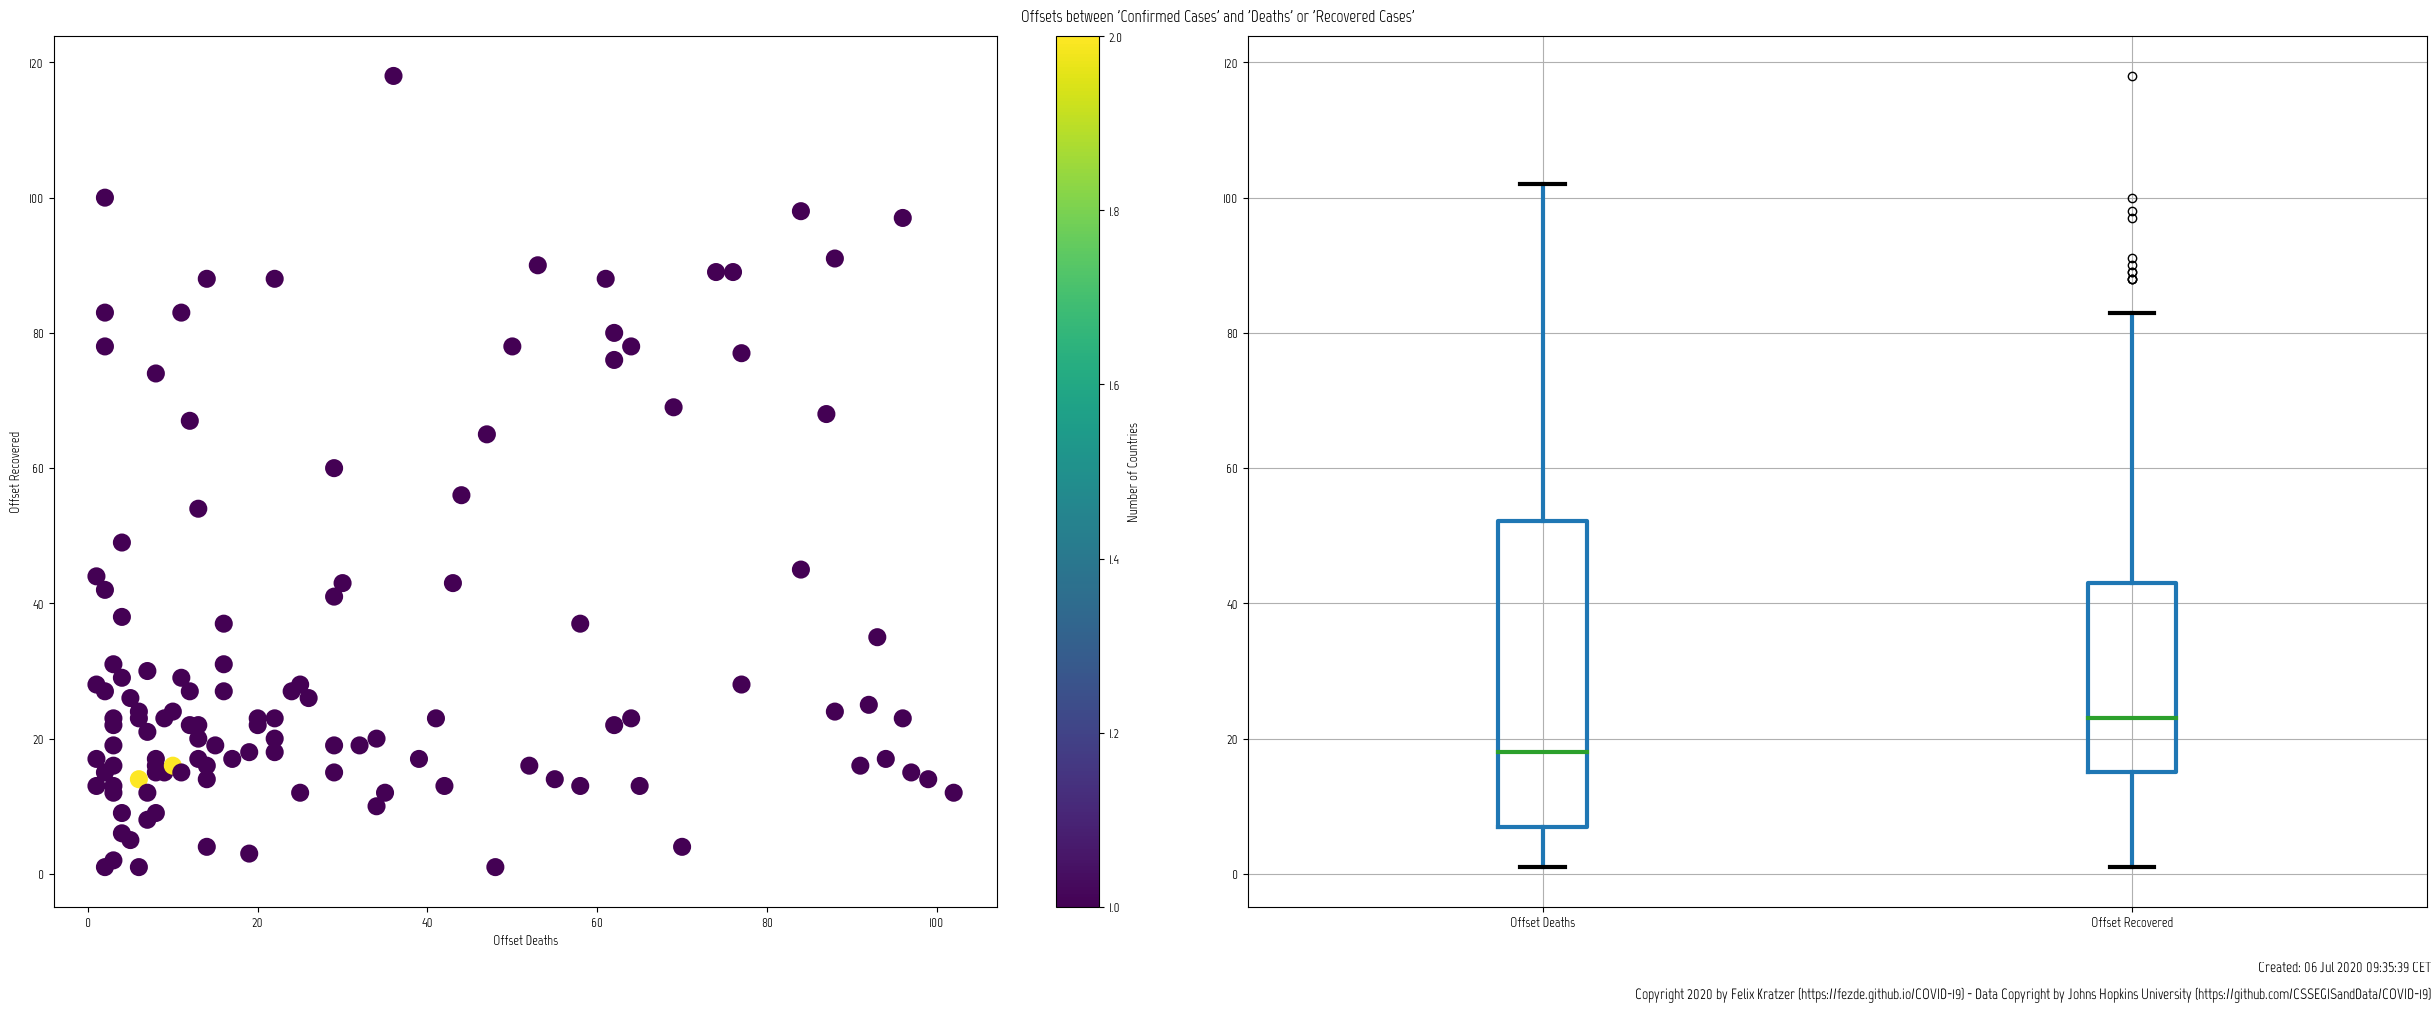 Offsets between 'Confirmed Cases' and 'Deaths' or 'Recovered Cases'
120
100
80
60
40
20
0
Offset Recovered
0 20 40 60 80 100
Offset Deaths
2.0
1.8
1.6
1.4
1.2
1.0
Number of Countries
120
100
80
60
40
20
0
Offset Deaths Offset Recovered
Created: 06 Jul 2020 09:35:39 CET
Copyright 2020 by Felix Kratzer (https://fezde.github.io/COVID-19) - Data Copyright by Johns Hopkins University (https://github.com/CSSEGISandData/COVID-19)